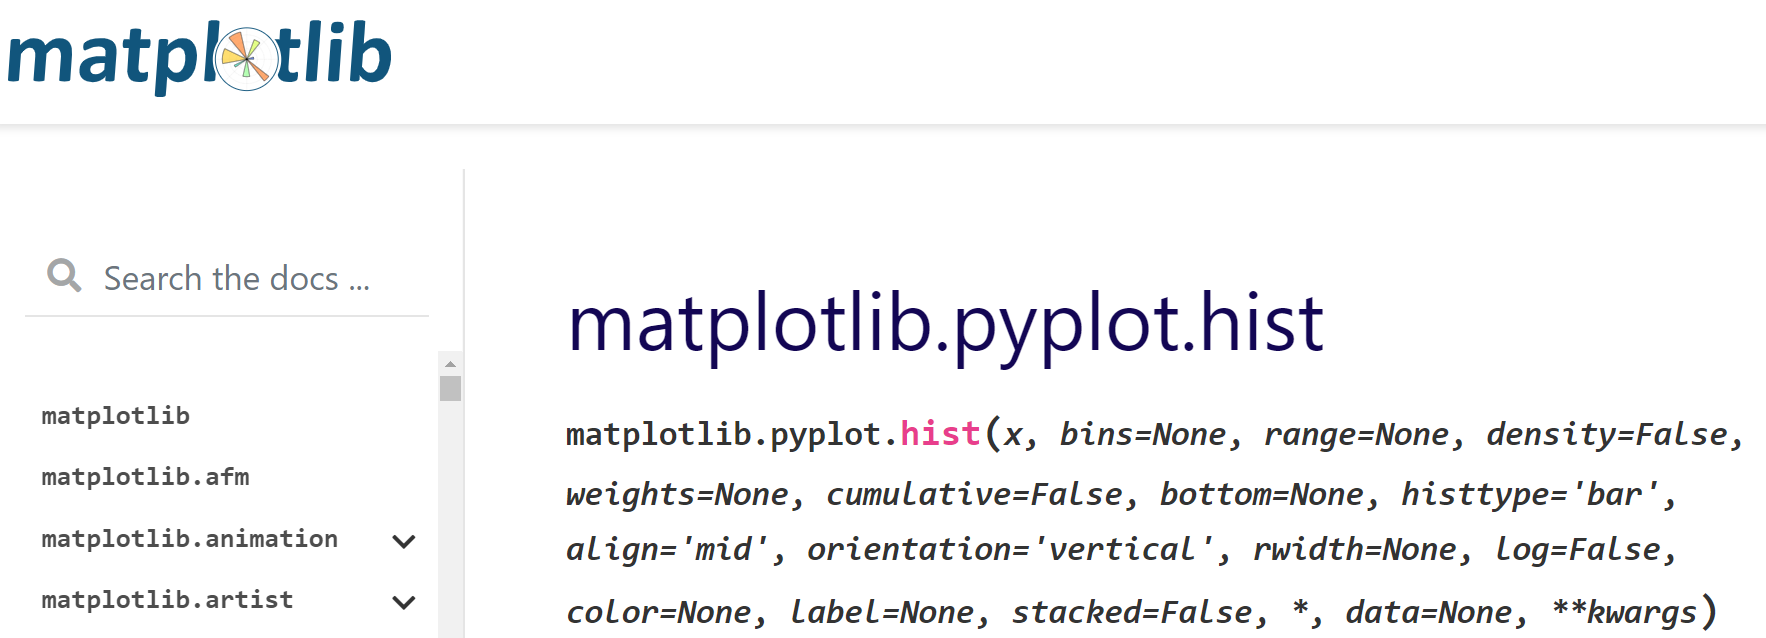 matplotlib
Search the docs ...
matplotlib
matplotlib.afm
matplotlib.animation
matplotlib.artist
matplotlib.pyplot.hist
matplotlib.pyplot.hist(x, bins=None, range=None, density=False,
weights=None, cumulative=False, bottom=None, histtype='bar',
align='mid', orientation='vertical', rwidth=None, log=False,
color=None, label=None, stacked=False, *, data=None, **kwargs)